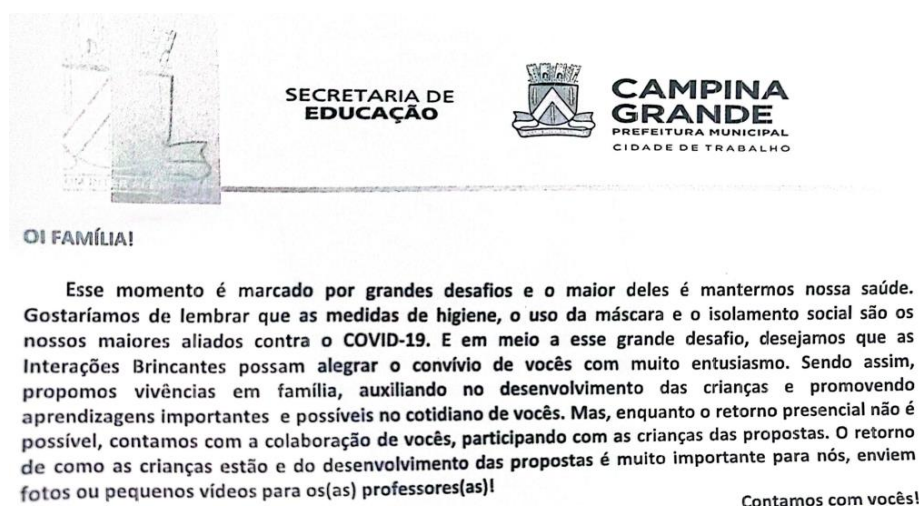 SECRETARIA DE
EDUCAÇÃO
CAMPINA
GRANDE
PREFEITURA MUNICIPAL
CIDADE DE TRABALHO
OI FAMÍLIA!
Esse momento é marcado por grandes desafios e o maior deles é mantermos nossa saúde.
Gostaríamos de lembrar que as medidas de higiene, o uso da máscara e o isolamento social são os
nossos maiores aliados contra o COVID-19. E em meio a esse grande desafio, desejamos que as
Interações Brincantes possam alegrar o convívio de vocês com muito entusiasmo. Sendo assim,
propomos vivências em família, auxiliando no desenvolvimento das crianças e promovendo
aprendizagens importantes e possíveis no cotidiano de vocês. Mas, enquanto o retorno presencial não é
possível, contamos com a colaboração de vocês, participando com as crianças das propostas. O retorno
de como as crianças estão e do desenvolvimento das propostas é muito importante para nós, enviem
fotos ou pequenos vídeos para os(as) professores(as)!
Contamos com vocês!